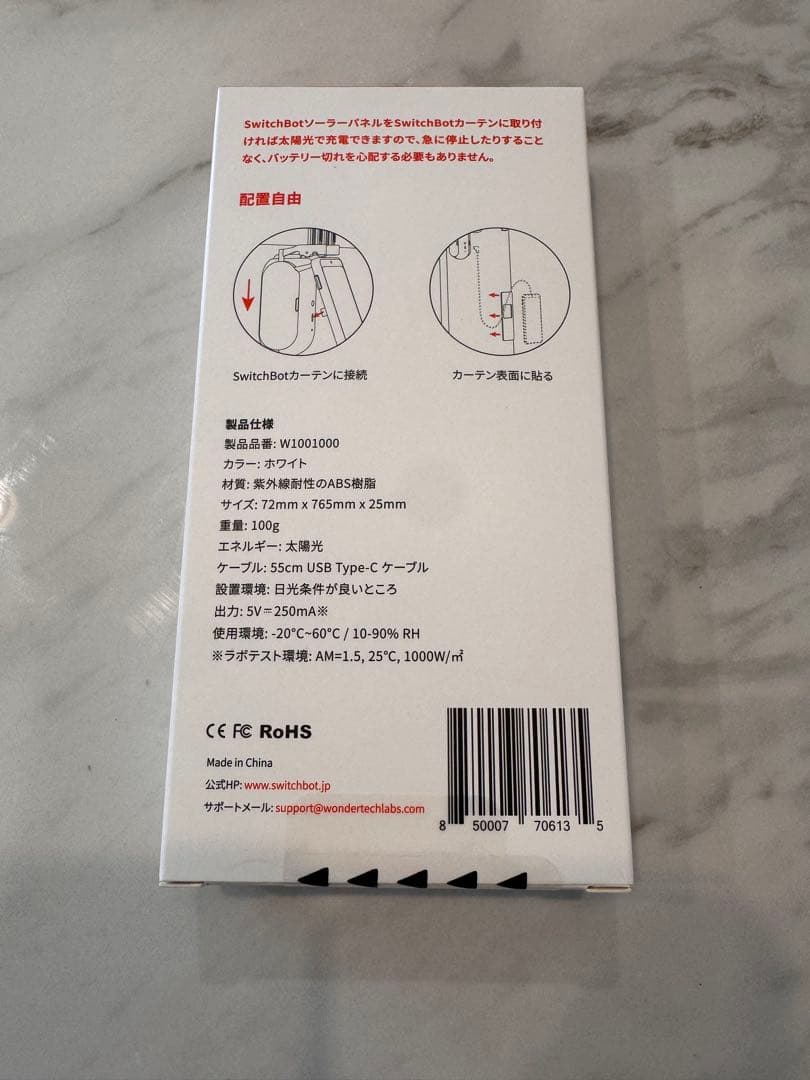 SwitchBotソーラーパネルをSwitchBotカーテンに取り付
ければ太陽光で充電できますので、急に停止したりすること
なく、バッテリー切れを心配する必要もありません。
配置自由
SwitchBotカーテンに接続
カーテン表面に貼る
製品仕様
製品品番: W1001000
カラー: ホワイト
材質: 紫外線耐性のABS樹脂
サイズ: 72mm x 765mm x 25mm
重量: 100g
エネルギー: 太陽光
ケーブル: 55cm USB Type-C ケーブル
設置環境: 日光条件が良いところ
出力: 5V⎓250mA※
使用環境: -20°C~60°C / 10-90% RH
※ラボテスト環境: AM=1.5, 25°C, 1000W/㎡
CE FC RoHS
Made in China
公式HP: www.switchbot.jp
サポートメール: support@wondertechlabs.com
8 50007 70613 5